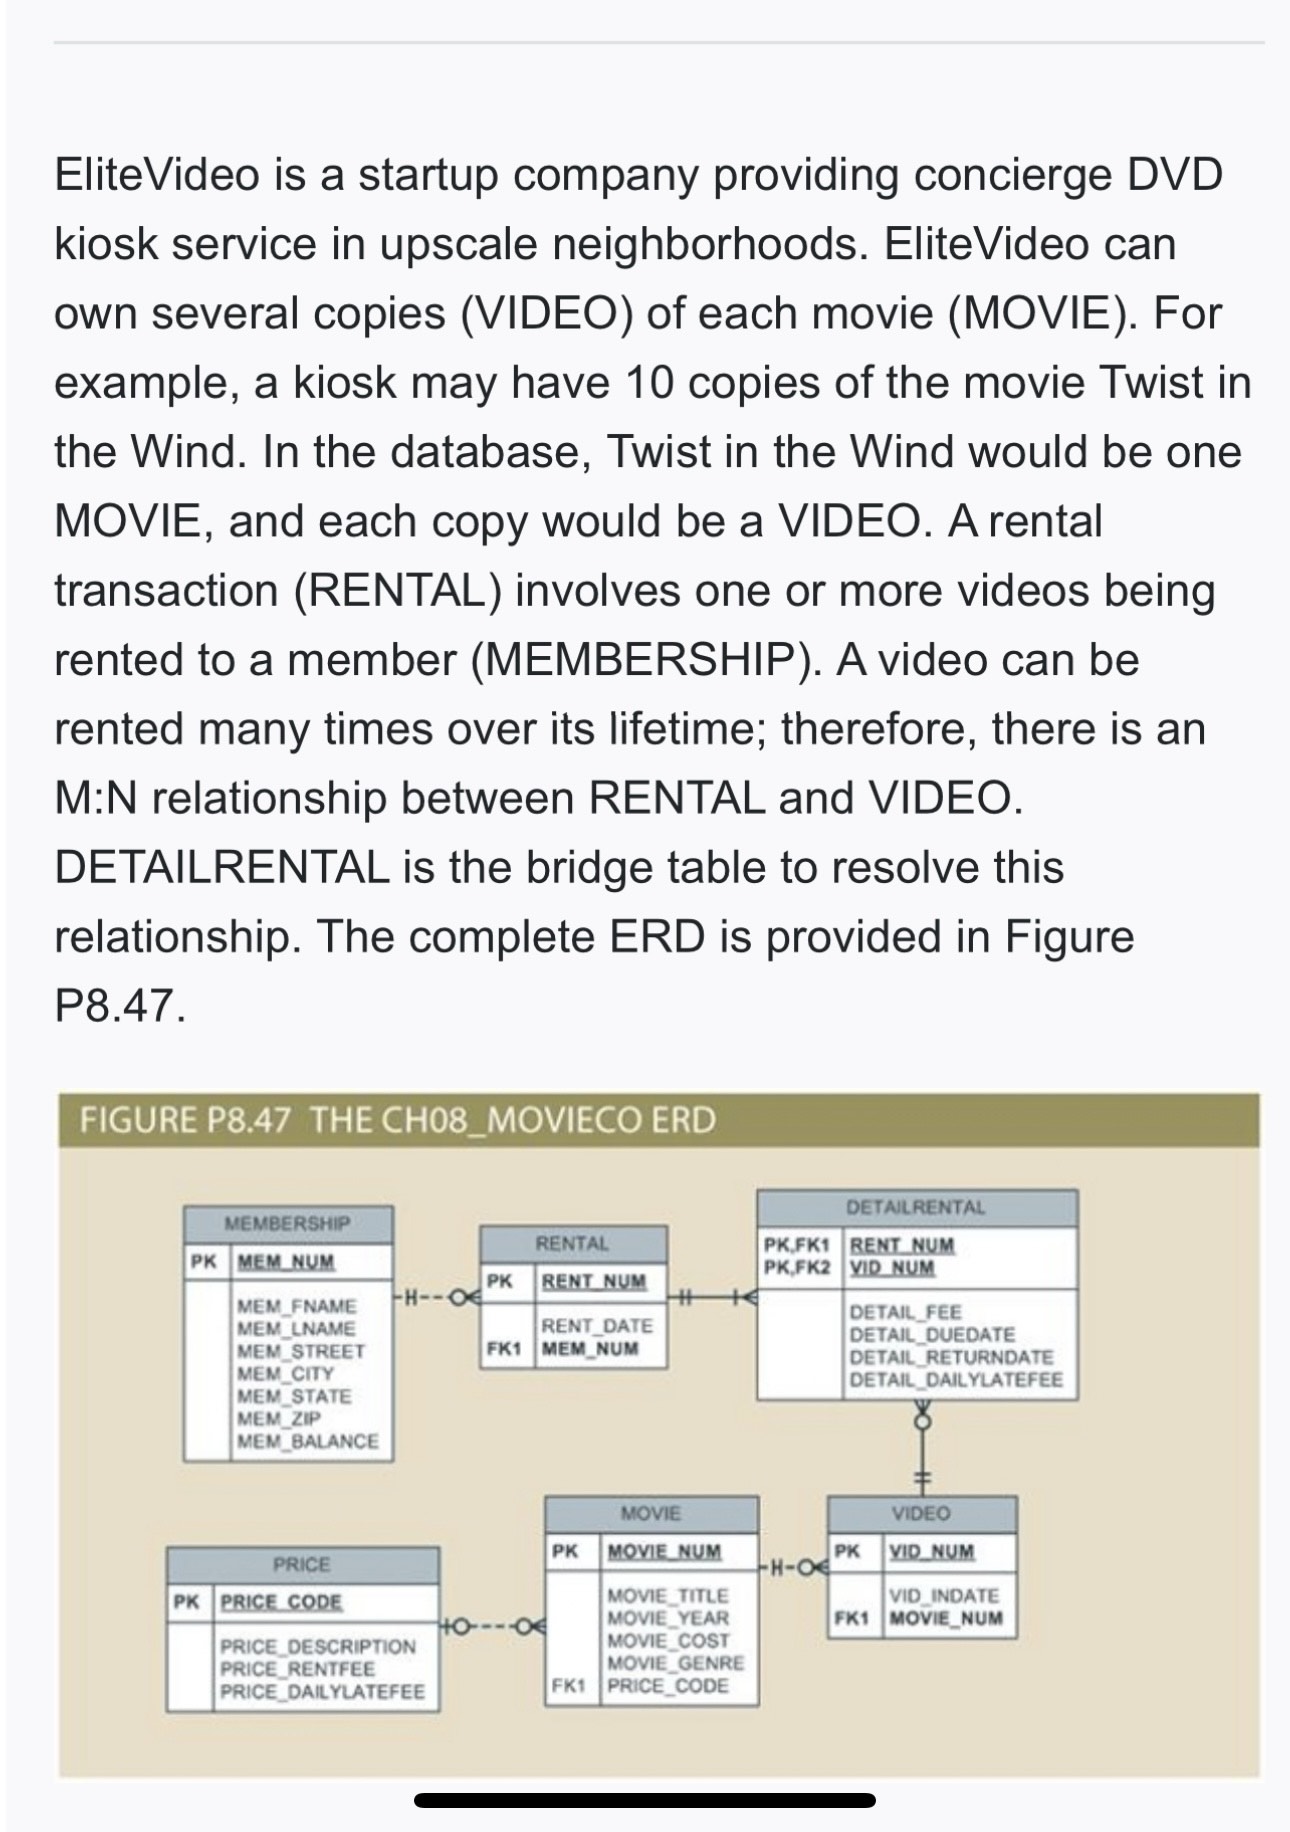 EliteVideo is a startup company providing concierge DVD
kiosk service in upscale neighborhoods. EliteVideo can
own several copies (VIDEO) of each movie (MOVIE). For
example, a kiosk may have 10 copies of the movie Twist in
the Wind. In the database, Twist in the Wind would be one
MOVIE, and each copy would be a VIDEO. A rental
transaction (RENTAL) involves one or more videos being
rented to a member (MEMBERSHIP). A video can be
rented many times over its lifetime; therefore, there is an
M:N relationship between RENTAL and VIDEO.
DETAILRENTAL is the bridge table to resolve this
relationship. The complete ERD is provided in Figure
P8.47.
FIGURE P8.47 THE CH08_MOVIECO ERD
MEMBERSHIP
PK MEM_NUM
MEM_FNAME
MEM_LNAME
MEM_STREET
MEM_CITY
MEM_STATE
MEM_ZIP
MEM_BALANCE
RENTAL
PK RENT_NUM
RENT_DATE
FK1 MEM_NUM
DETAILRENTAL
PK,FK1 RENT_NUM
PK,FK2 VID_NUM
DETAIL_FEE
DETAIL_DUEDATE
DETAIL_RETURNDATE
DETAIL_DAILYLATEFEE
PRICE
PK PRICE_CODE
PRICE_DESCRIPTION
PRICE_RENTFEE
PRICE_DAILYLATEFEE
MOVIE
PK MOVIE_NUM
MOVIE_TITLE
MOVIE_YEAR
MOVIE_COST
MOVIE_GENRE
FK1 PRICE_CODE
VIDEO
PK VID_NUM
VID_INDATE
FK1 MOVIE_NUM